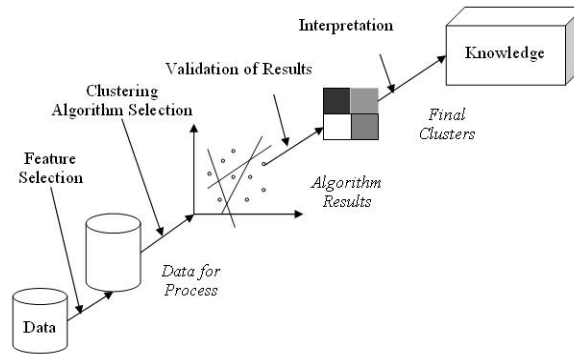 Interpretation
Knowledge
Validation of Results
Clustering
Algorithm Selection
Final
Clusters
Feature
Selection
Algorithm
Results
Data for
Process
Data